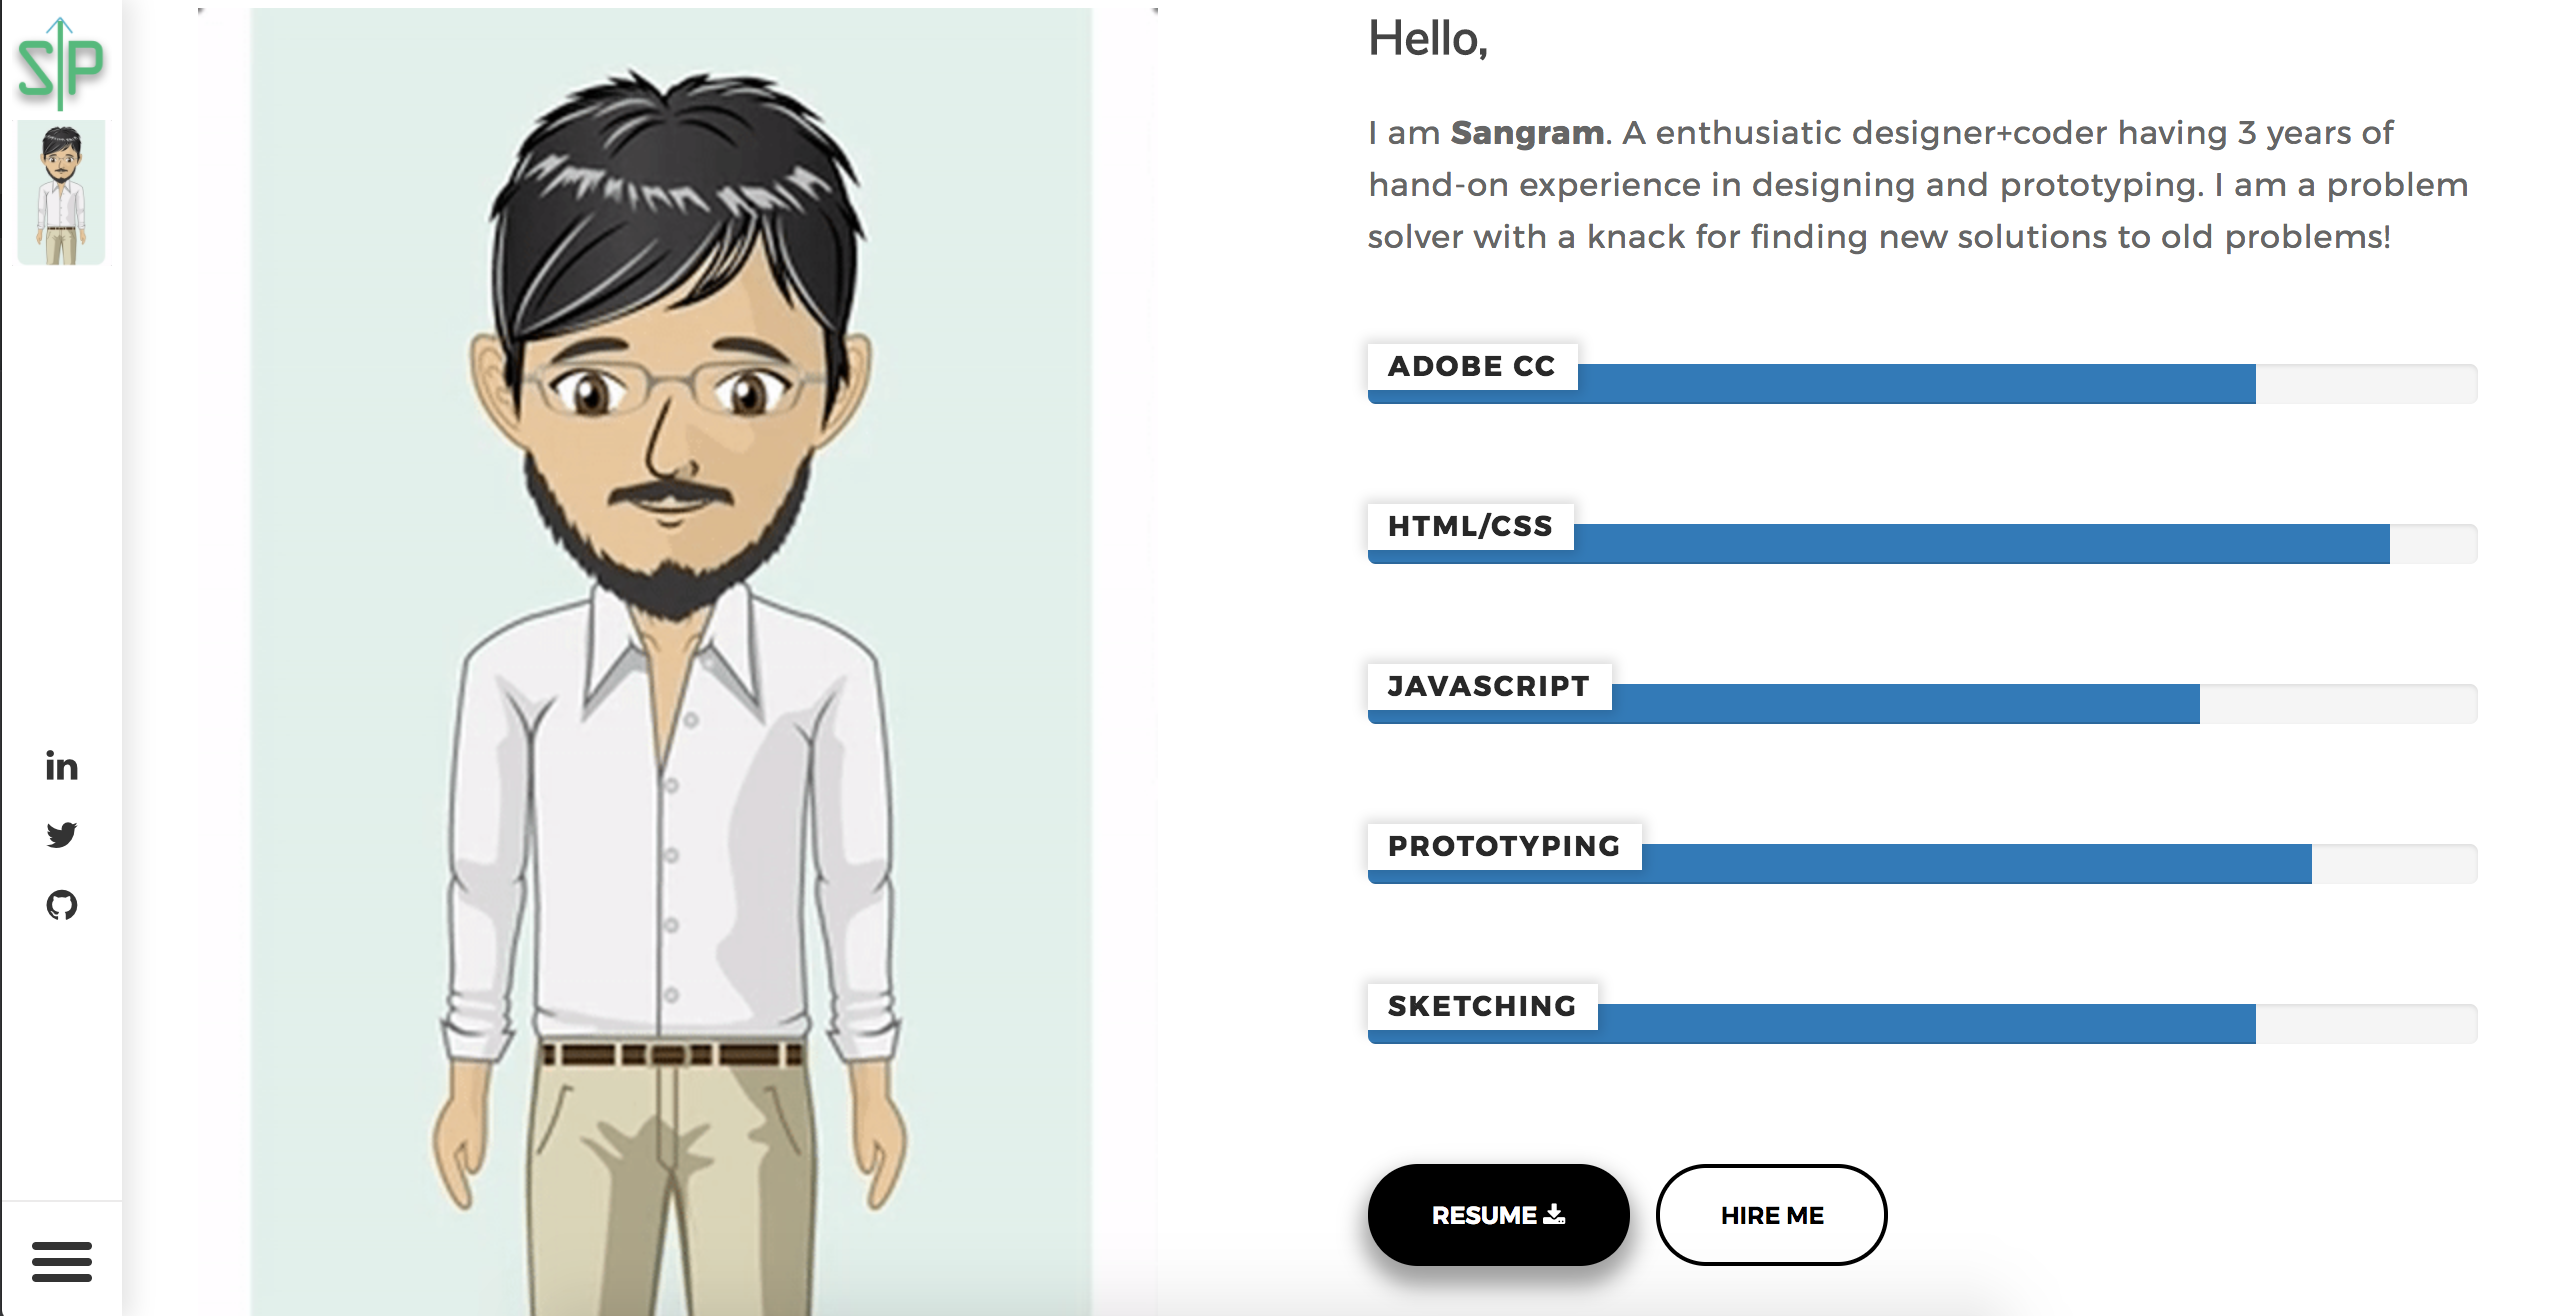 SP
Hello,
I am Sangram. A enthusiatic designer+coder having 3 years of
hand-on experience in designing and prototyping. I am a problem
solver with a knack for finding new solutions to old problems!
ADOBE CC
HTML/CSS
JAVASCRIPT
PROTOTYPING
SKETCHING
in
RESUME
HIRE ME